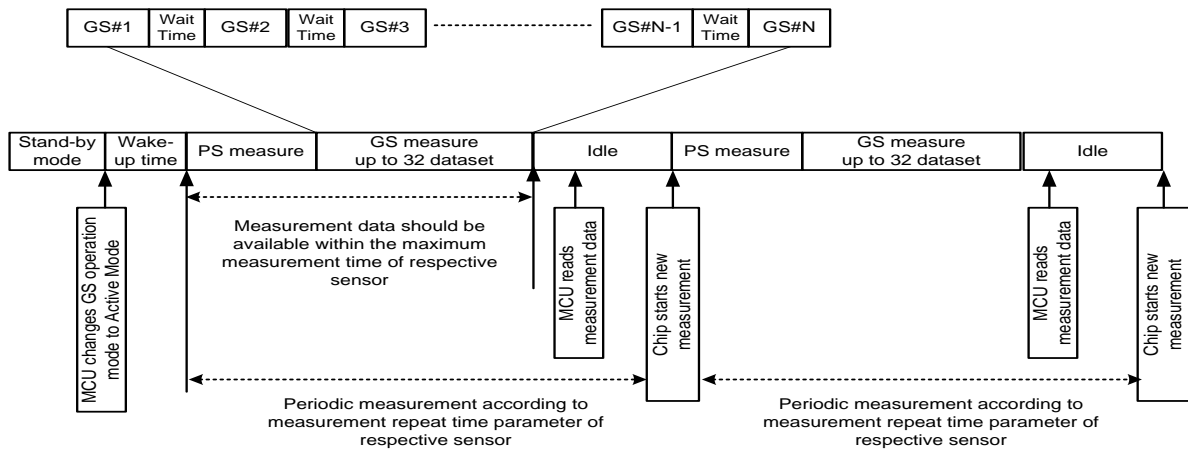 GS#1
Wait
Time
GS#2
Wait
Time
GS#3
GS#N-1
Wait
Time
GS#N
Stand-by
mode
Wake-
up time
PS measure
GS measure
up to 32 dataset
Idle
PS measure
GS measure
up to 32 dataset
Idle
MCU changes GS operation
mode to Active Mode
Measurement data should be
available within the maximum
measurement time of respective
sensor
MCU reads
measurement data
Chip starts new
measurement
MCU reads
measurement data
Chip starts new
measurement
Periodic measurement according to
measurement repeat time parameter of
respective sensor
Periodic measurement according to
measurement repeat time parameter of
respective sensor